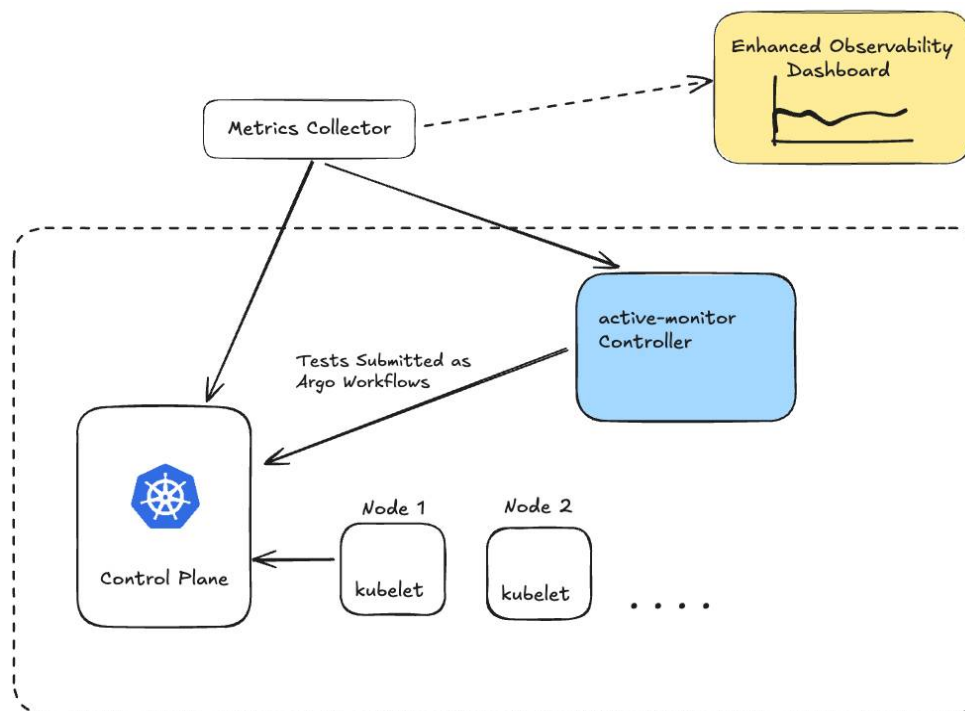 Enhanced Observability
Dashboard
Metrics Collector
active-monitor
Controller
Tests Submitted as
Argo Workflows
Control Plane
Node 1
kubelet
Node 2
kubelet
. . . .